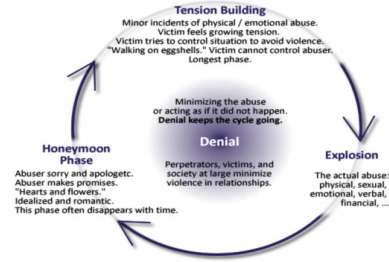 Tension Building
Minor incidents of physical / emotional abuse.
Victim feels growing tension.
Victim tries to control situation to avoid violence.
"Walking on eggshells." Victim cannot control abuser.
Longest phase.
Minimizing the abuse
or acting as if it did not happen.
Denial keeps the cycle going.
Denial
Perpetrators, victims, and
society at large minimize
violence in relationships.
Explosion
The actual abuse:
physical, sexual,
emotional, verbal,
financial, ...
Honeymoon
Phase
Abuser sorry and apologetc.
Abuser makes promises.
"Hearts and flowers."
Idealized and romantic.
This phase often disappears with time.